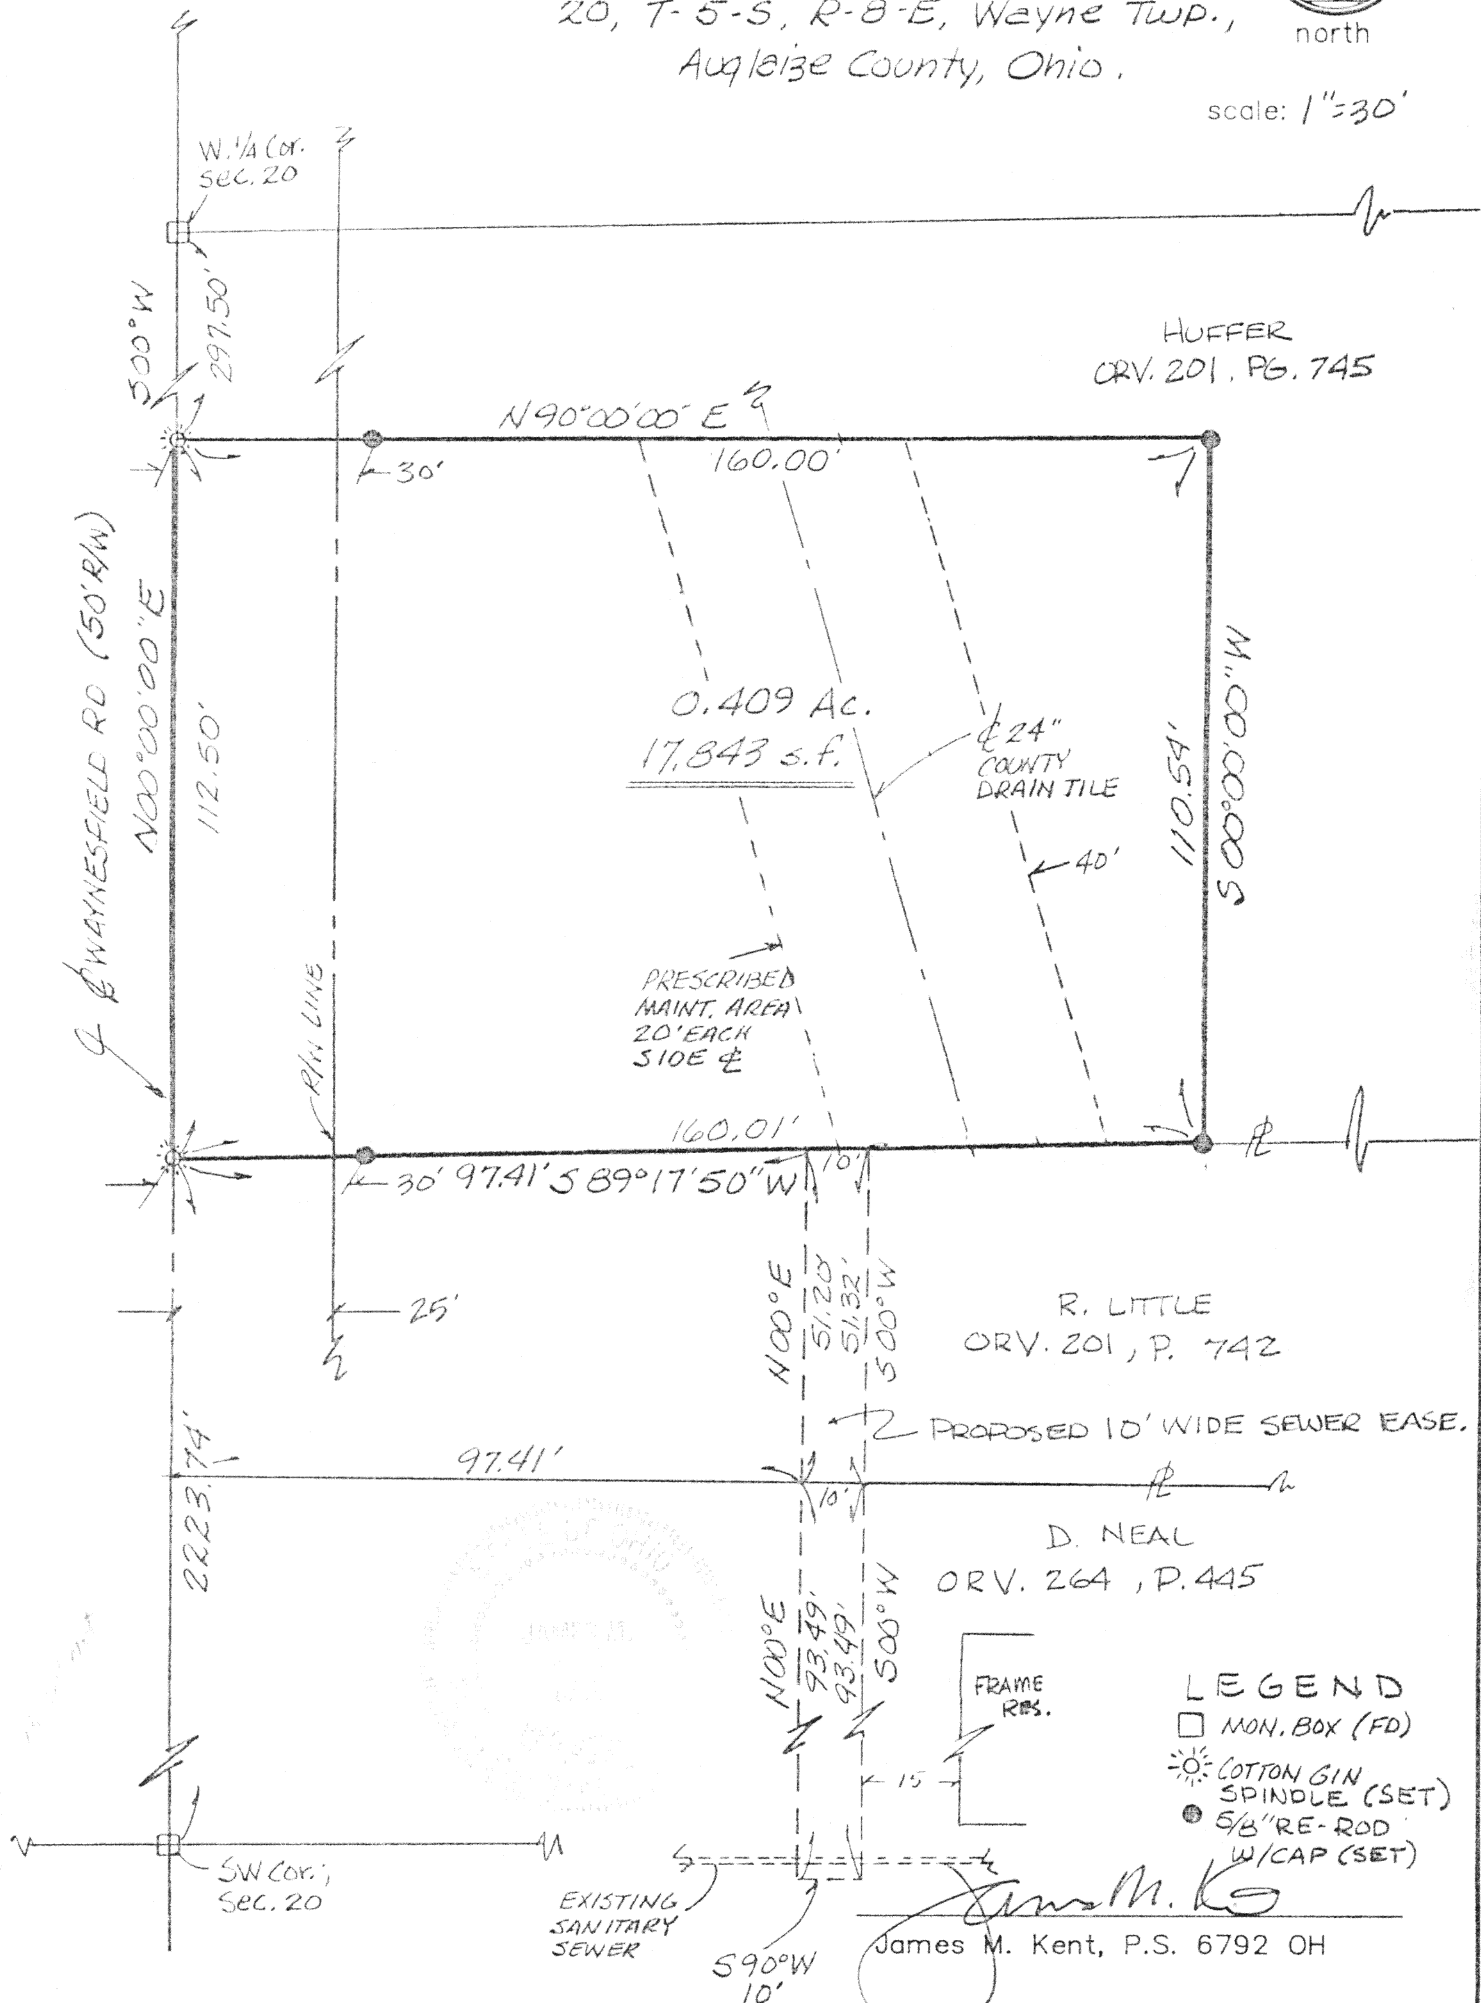 20, T-5-S, R-8-E, Wayne Twp.,
Auglaize County, Ohio.
north
scale: 1"=30'
W. 1/4 Cor.
Sec. 20
S00°W
297.50'
HUFFER
ORV. 201, PG. 745
N90°00'00" E
160.00'
30'
℄ WAYNESFIELD RD (50' R/W)
N00°00'00"E
112.50'
R/W LINE
0.409 Ac.
17,843 s.f.
℄ 24"
COUNTY
DRAIN TILE
40'
110.54'
S00°00'00"W
PRESCRIBED
MAINT. AREA
20' EACH
SIDE ℄
160.01'
30' 97.41' S89°17'50"W
10'
PL
25'
N00°E
51.20'
51.32'
S00°W
R. LITTLE
ORV. 201, P. 742
PROPOSED 10' WIDE SEWER EASE.
97.41'
10'
PL
2223.74'
D. NEAL
ORV. 264, P. 445
N00°E
93.49'
93.49'
S00°W
FRAME
RES.
15
LEGEND
MON. BOX (FD)
COTTON GIN
SPINDLE (SET)
5/8" RE-ROD
W/CAP (SET)
SW Cor.,
Sec. 20
EXISTING
SANITARY
SEWER
S90°W
10'
James M. Kent, P.S. 6792 OH